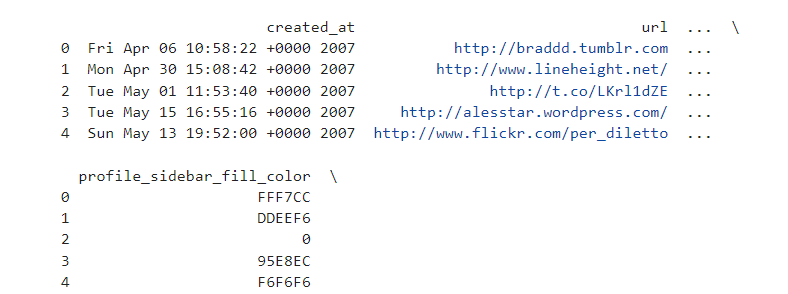 created_at url ... \
0 Fri Apr 06 10:58:22 +0000 2007 http://braddd.tumblr.com ...
1 Mon Apr 30 15:08:42 +0000 2007 http://www.lineheight.net/ ...
2 Tue May 01 11:53:40 +0000 2007 http://t.co/LKrl1dZE ...
3 Tue May 15 16:55:16 +0000 2007 http://alesstar.wordpress.com/ ...
4 Sun May 13 19:52:00 +0000 2007 http://www.flickr.com/per_diletto ...
profile_sidebar_fill_color \
0 FFF7CC
1 DDEEF6
2 0
3 95E8EC
4 F6F6F6